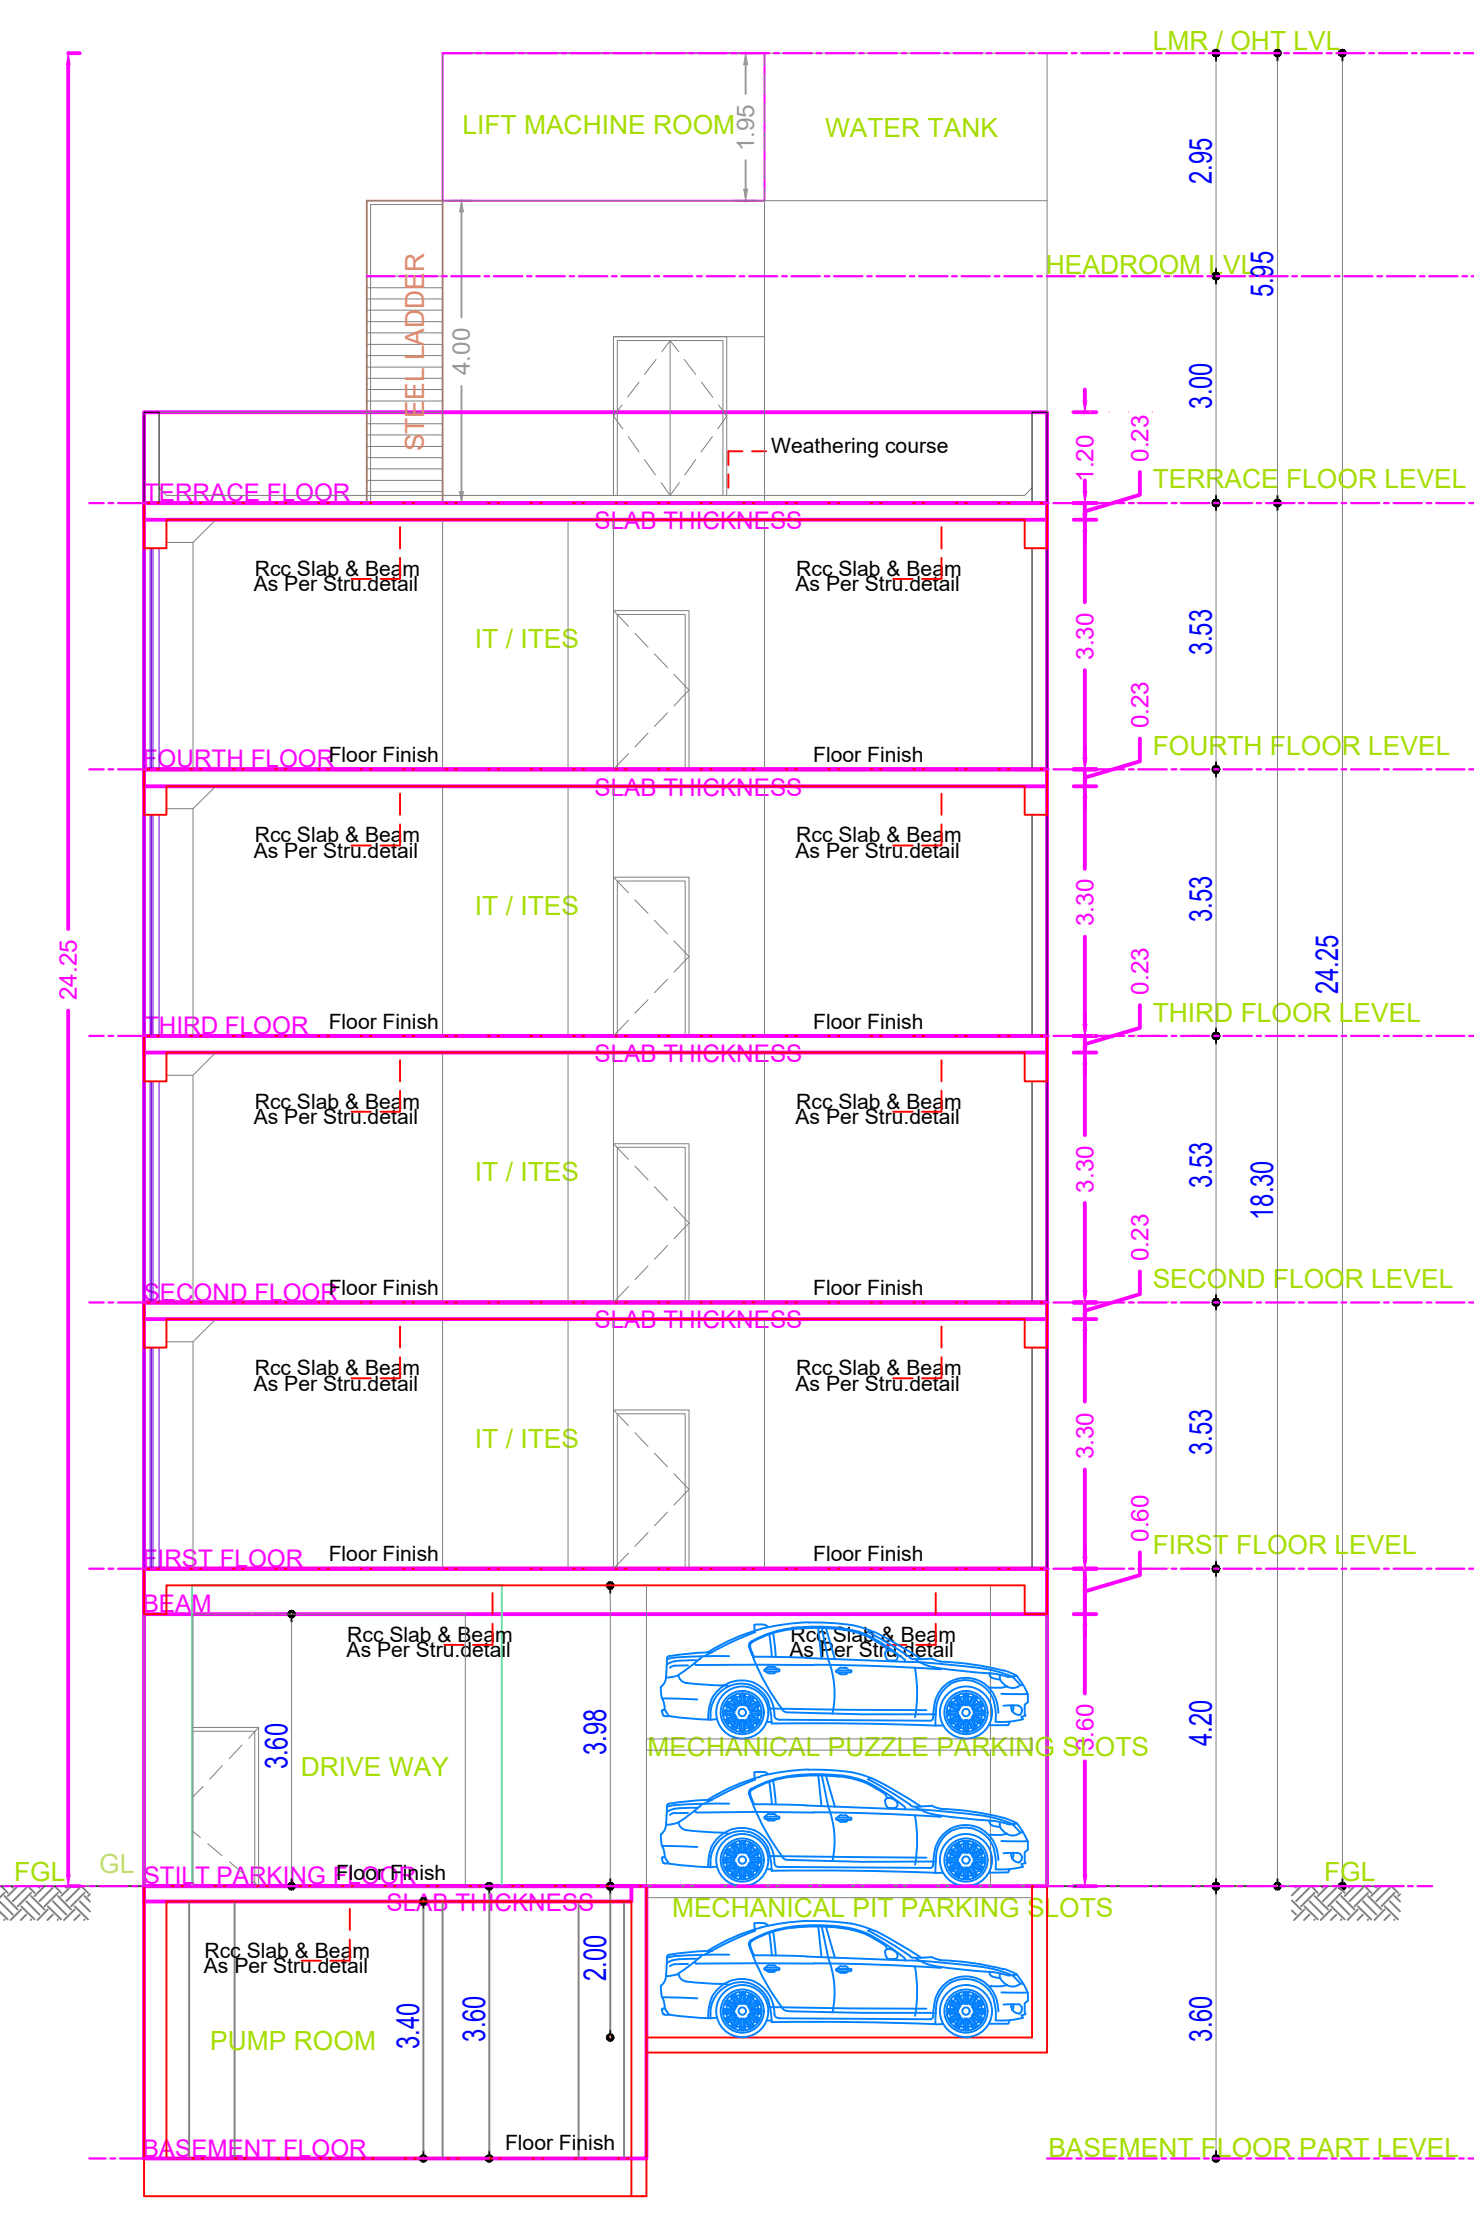 LMR / OHT LVL
LIFT MACHINE ROOM
1.95
WATER TANK
2.95
HEADROOM LVL
5.95
STEEL LADDER
4.00
3.00
Weathering course
1.20
0.23
TERRACE FLOOR
TERRACE FLOOR LEVEL
SLAB THICKNESS
Rcc Slab & Beam
As Per Stru.detail
Rcc Slab & Beam
As Per Stru.detail
IT / ITES
3.30
3.53
0.23
FOURTH FLOOR
Floor Finish
Floor Finish
FOURTH FLOOR LEVEL
SLAB THICKNESS
Rcc Slab & Beam
As Per Stru.detail
Rcc Slab & Beam
As Per Stru.detail
IT / ITES
3.30
3.53
24.25
24.25
0.23
THIRD FLOOR
Floor Finish
Floor Finish
THIRD FLOOR LEVEL
SLAB THICKNESS
Rcc Slab & Beam
As Per Stru.detail
Rcc Slab & Beam
As Per Stru.detail
IT / ITES
3.30
3.53
18.30
0.23
SECOND FLOOR
Floor Finish
Floor Finish
SECOND FLOOR LEVEL
SLAB THICKNESS
Rcc Slab & Beam
As Per Stru.detail
Rcc Slab & Beam
As Per Stru.detail
IT / ITES
3.30
3.53
0.60
FIRST FLOOR
Floor Finish
Floor Finish
FIRST FLOOR LEVEL
BEAM
Rcc Slab & Beam
As Per Stru.detail
Rcc Slab & Beam
As Per Stru.detail
3.60
3.98
3.60
4.20
DRIVE WAY
MECHANICAL PUZZLE PARKING SLOTS
FGL
GL
STILT PARKING FLOOR
Floor Finish
FGL
SLAB THICKNESS
MECHANICAL PIT PARKING SLOTS
Rcc Slab & Beam
As Per Stru.detail
2.00
PUMP ROOM
3.40
3.60
3.60
BASEMENT FLOOR
Floor Finish
BASEMENT FLOOR PART LEVEL